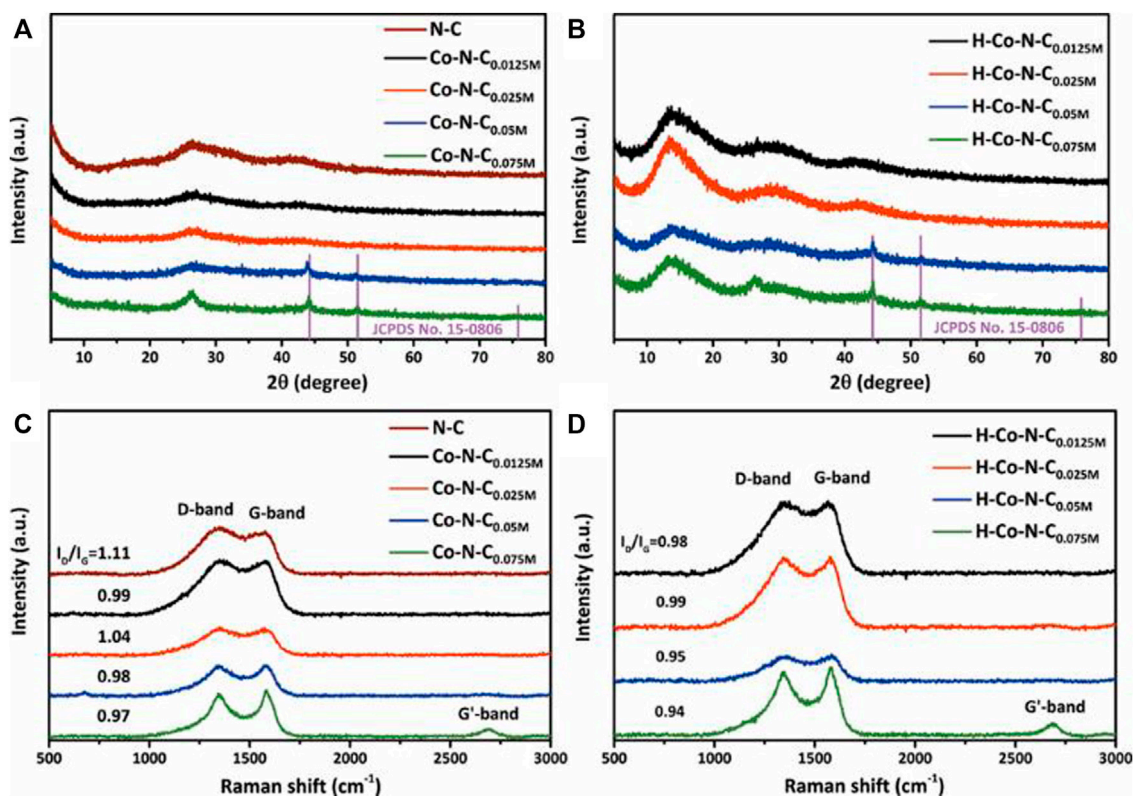 A
N-C
Co-N-C0.0125M
Co-N-C0.025M
Co-N-C0.05M
Co-N-C0.075M
Intensity (a.u.)
JCPDS No. 15-0806
10 20 30 40 50 60 70 80
2θ (degree)
B
H-Co-N-C0.0125M
H-Co-N-C0.025M
H-Co-N-C0.05M
H-Co-N-C0.075M
Intensity (a.u.)
JCPDS No. 15-0806
10 20 30 40 50 60 70 80
2θ (degree)
C
N-C
Co-N-C0.0125M
Co-N-C0.025M
Co-N-C0.05M
Co-N-C0.075M
D-band G-band
ID/IG=1.11
0.99
1.04
0.98
0.97
G'-band
Intensity (a.u.)
500 1000 1500 2000 2500 3000
Raman shift (cm-1)
D
H-Co-N-C0.0125M
H-Co-N-C0.025M
H-Co-N-C0.05M
H-Co-N-C0.075M
D-band G-band
ID/IG=0.98
0.99
0.95
0.94
G'-band
Intensity (a.u.)
500 1000 1500 2000 2500 3000
Raman shift (cm-1)